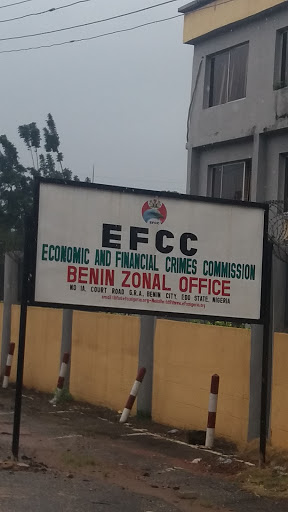 EFCC
ECONOMIC AND FINANCIAL CRIMES COMMISSION
BENIN ZONAL OFFICE
NO 1A, COURT ROAD G.R.A, BENIN CITY, EDO STATE, NIGERIA